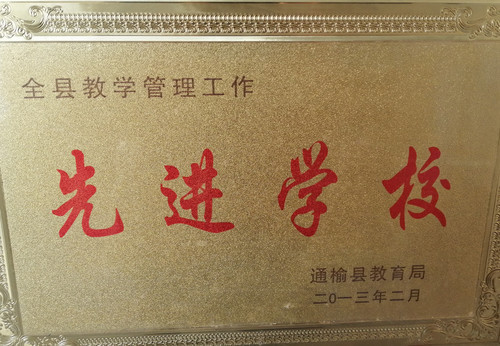 全县教学管理工作
先进学校
通榆县教育局
二0一三年二月